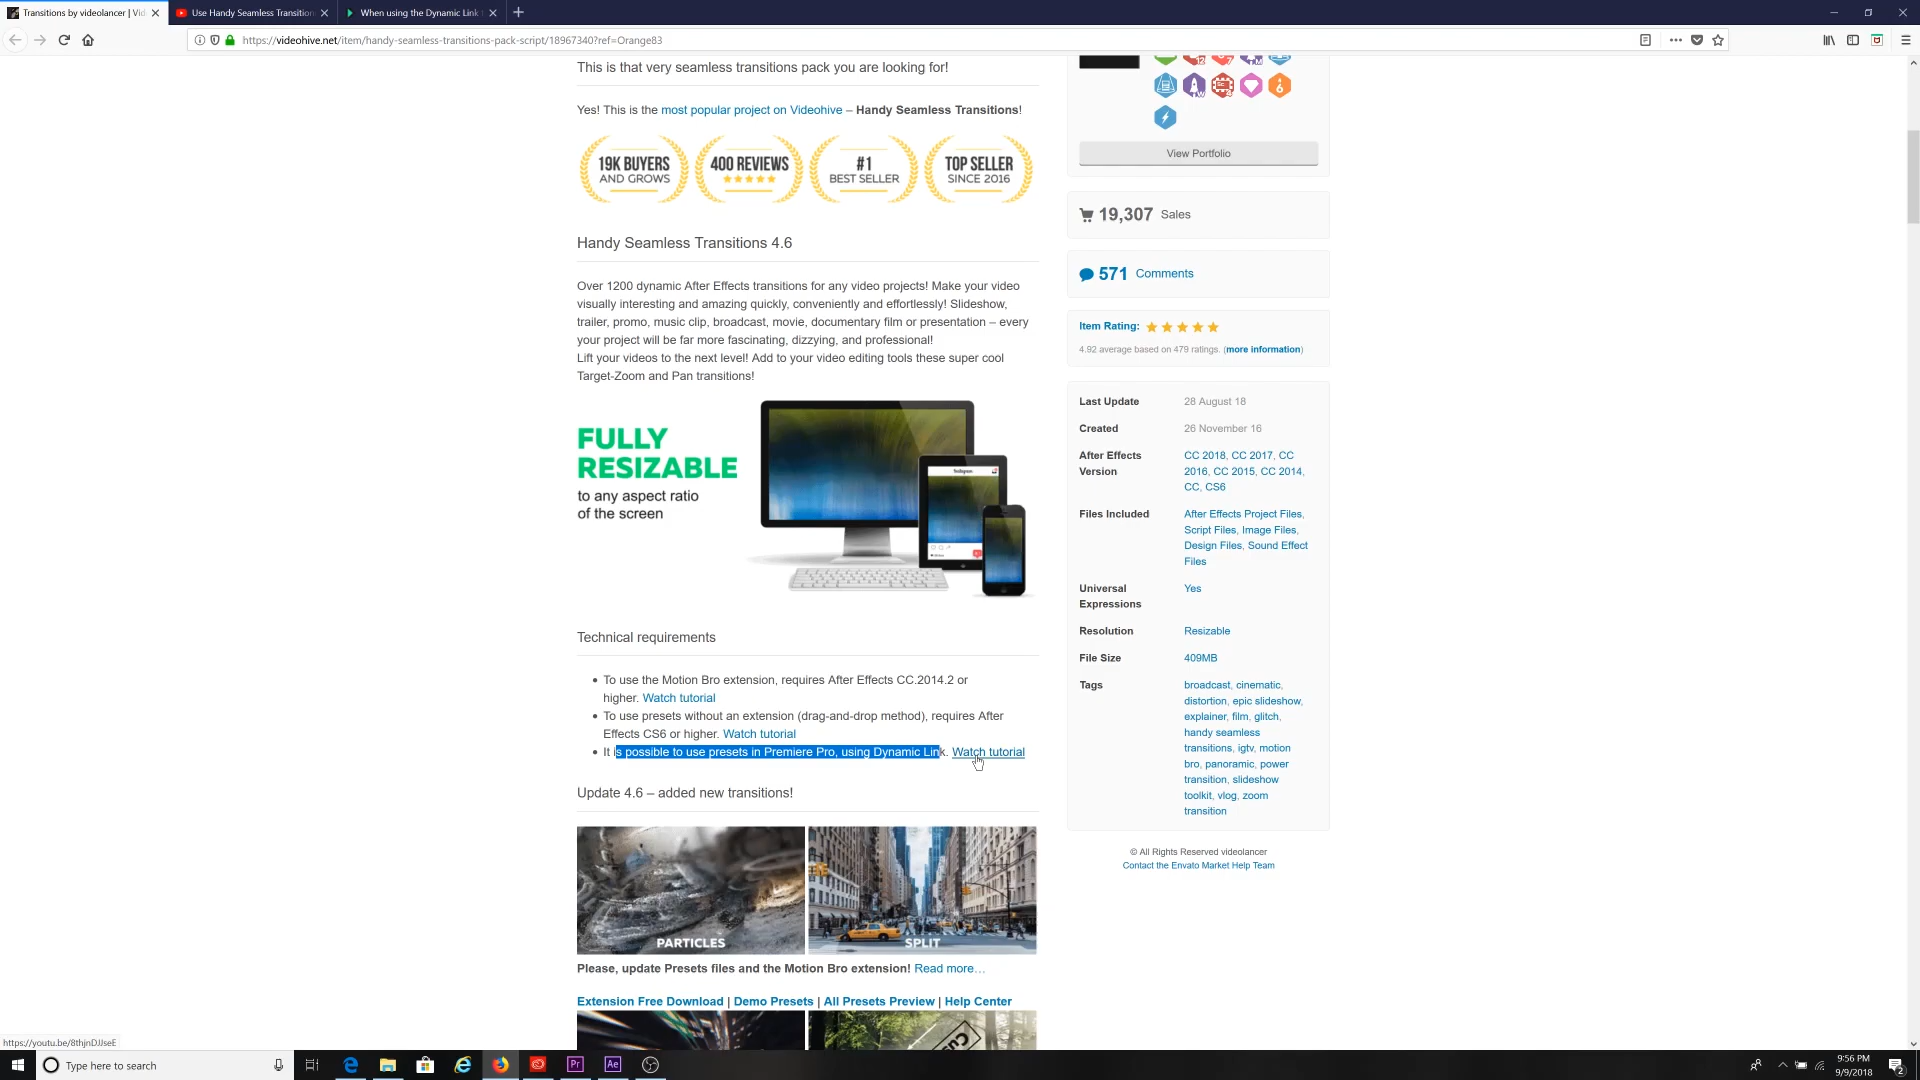 Transitions by videolancer | Vid
Use Handy Seamless Transition
When using the Dynamic Link
https://videohive.net/item/handy-seamless-transitions-pack-script/18967340?ref=Orange83
This is that very seamless transitions pack you are looking for!
Yes! This is the most popular project on Videohive – Handy Seamless Transitions!
19K BUYERS
AND GROWS
400 REVIEWS
#1
BEST SELLER
TOP SELLER
SINCE 2016
Handy Seamless Transitions 4.6
Over 1200 dynamic After Effects transitions for any video projects! Make your video
visually interesting and amazing quickly, conveniently and effortlessly! Slideshow,
trailer, promo, music clip, broadcast, movie, documentary film or presentation – every
your project will be far more fascinating, dizzying, and professional!
Lift your videos to the next level! Add to your video editing tools these super cool
Target-Zoom and Pan transitions!
FULLY
RESIZABLE
to any aspect ratio
of the screen
Technical requirements
To use the Motion Bro extension, requires After Effects CC.2014.2 or
higher. Watch tutorial
To use presets without an extension (drag-and-drop method), requires After
Effects CS6 or higher. Watch tutorial
It is possible to use presets in Premiere Pro, using Dynamic Link. Watch tutorial
Update 4.6 – added new transitions!
PARTICLES
SPLIT
Please, update Presets files and the Motion Bro extension! Read more…
Extension Free Download | Demo Presets | All Presets Preview | Help Center
View Portfolio
19,307 Sales
571 Comments
Item Rating:
4.92 average based on 479 ratings. (more information)
Last Update 28 August 18
Created 26 November 16
After Effects Version CC 2018, CC 2017, CC
2016, CC 2015, CC 2014,
CC, CS6
Files Included After Effects Project Files,
Script Files, Image Files,
Design Files, Sound Effect
Files
Universal Expressions Yes
Resolution Resizable
File Size 409MB
Tags broadcast, cinematic,
distortion, epic slideshow,
explainer, film, glitch,
handy seamless
transitions, igtv, motion
bro, panoramic, power
transition, slideshow
toolkit, vlog, zoom
transition
© All Rights Reserved videolancer
Contact the Envato Market Help Team
https://youtu.be/8thjnDJJseE
Type here to search
Pr
Ae
9:56 PM
9/9/2018
2